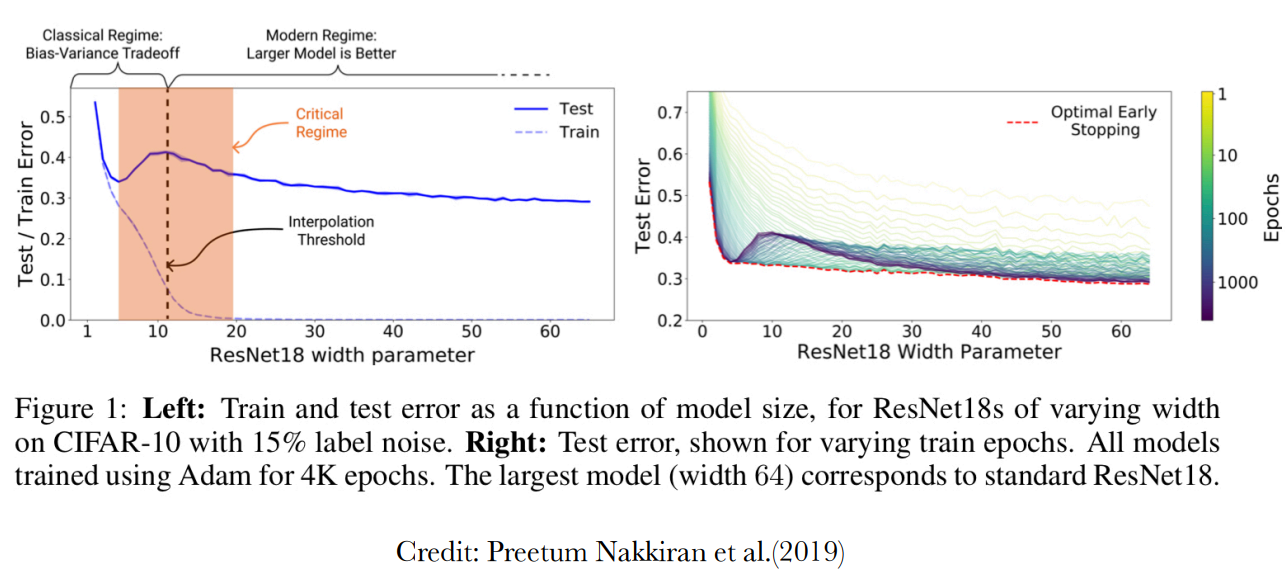 Classical Regime:
Bias-Variance Tradeoff
Modern Regime:
Larger Model is Better
Critical
Regime
Interpolation
Threshold
Test
Train
Test / Train Error
0.5
0.4
0.3
0.2
0.1
0.0
1 10 20 30 40 50 60
ResNet18 width parameter
Optimal Early
Stopping
Test Error
0.7
0.6
0.5
0.4
0.3
0.2
0 10 20 30 40 50 60
ResNet18 Width Parameter
1
10
100
1000
Epochs
Figure 1: Left: Train and test error as a function of model size, for ResNet18s of varying width
on CIFAR-10 with 15% label noise. Right: Test error, shown for varying train epochs. All models
trained using Adam for 4K epochs. The largest model (width 64) corresponds to standard ResNet18.
Credit: Preetum Nakkiran et al.(2019)